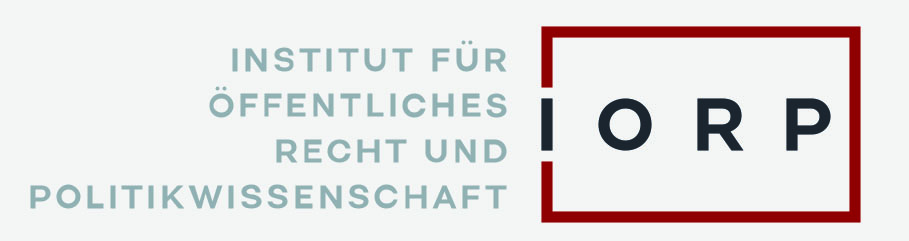 INSTITUT FÜR
ÖFFENTLICHES
RECHT UND
POLITIKWISSENSCHAFT
IORP